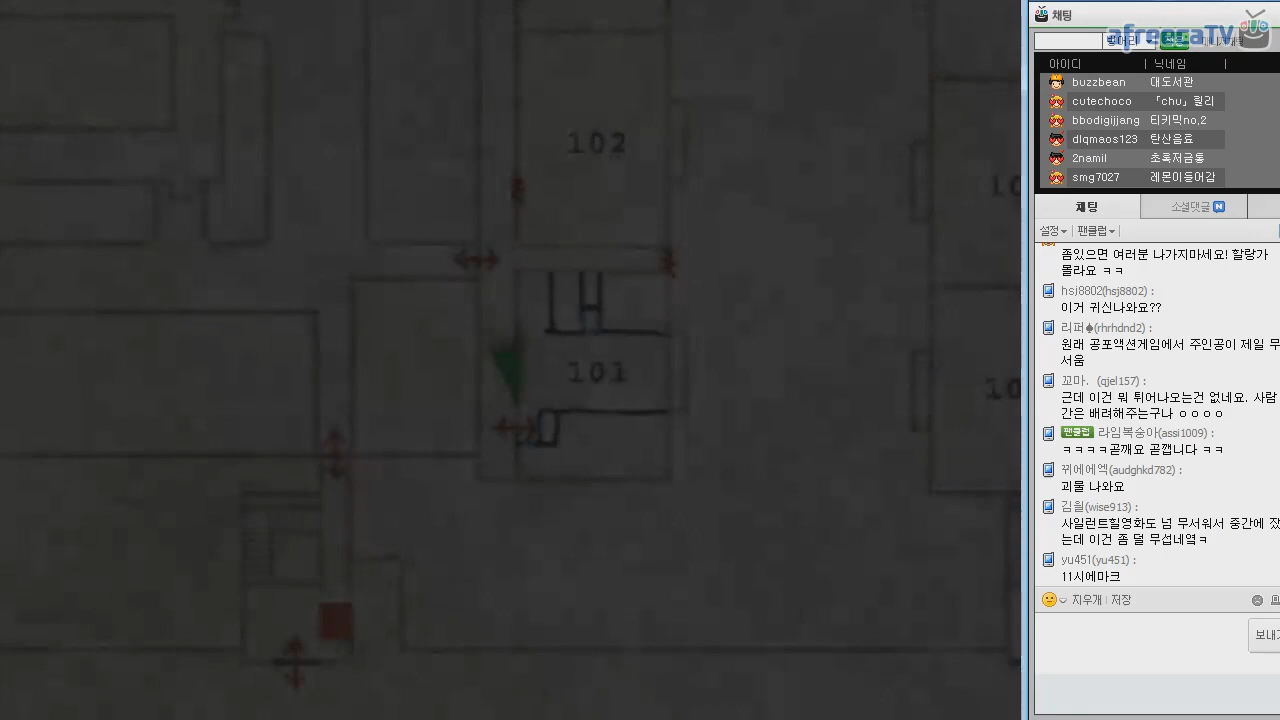 102
101
10
10
채팅
afreecaTV
아이디 | 닉네임 |
buzzbean 대도서관
cutechoco 「chu」릴리
bbodigijjang 티키믹no,2
dlqmaos123 탄산음료
2namil 초록저금통
smg7027 레몬이들어감
채팅 소셜댓글 N
설정 팬클럽
좀있으면 여러분 나가지마세요! 할랑가
몰라요 ㅋㅋ
hsj8802(hsj8802) :
이거 귀신나와요??
리퍼♠(rhrhdnd2) :
원래 공포액션게임에서 주인공이 제일 무
서움
꼬마. (qjel157) :
근데 이건 뭐 튀어나오는건 없네요. 사람
간은 배려해주는구나 ㅇㅇㅇㅇ
팬클럽 라임복숭아(assi1009) :
ㅋㅋㅋㅋ곧깨요 곧깹니다 ㅋㅋ
뀌에에엑(audghkd782) :
괴물 나와요
김월(wise913) :
사일런트힐영화도 넘 무서워서 중간에 잤
는데 이건 좀 덜 무섭네옄ㅋ
yu451(yu451) :
11시에마크
지우개 | 저장